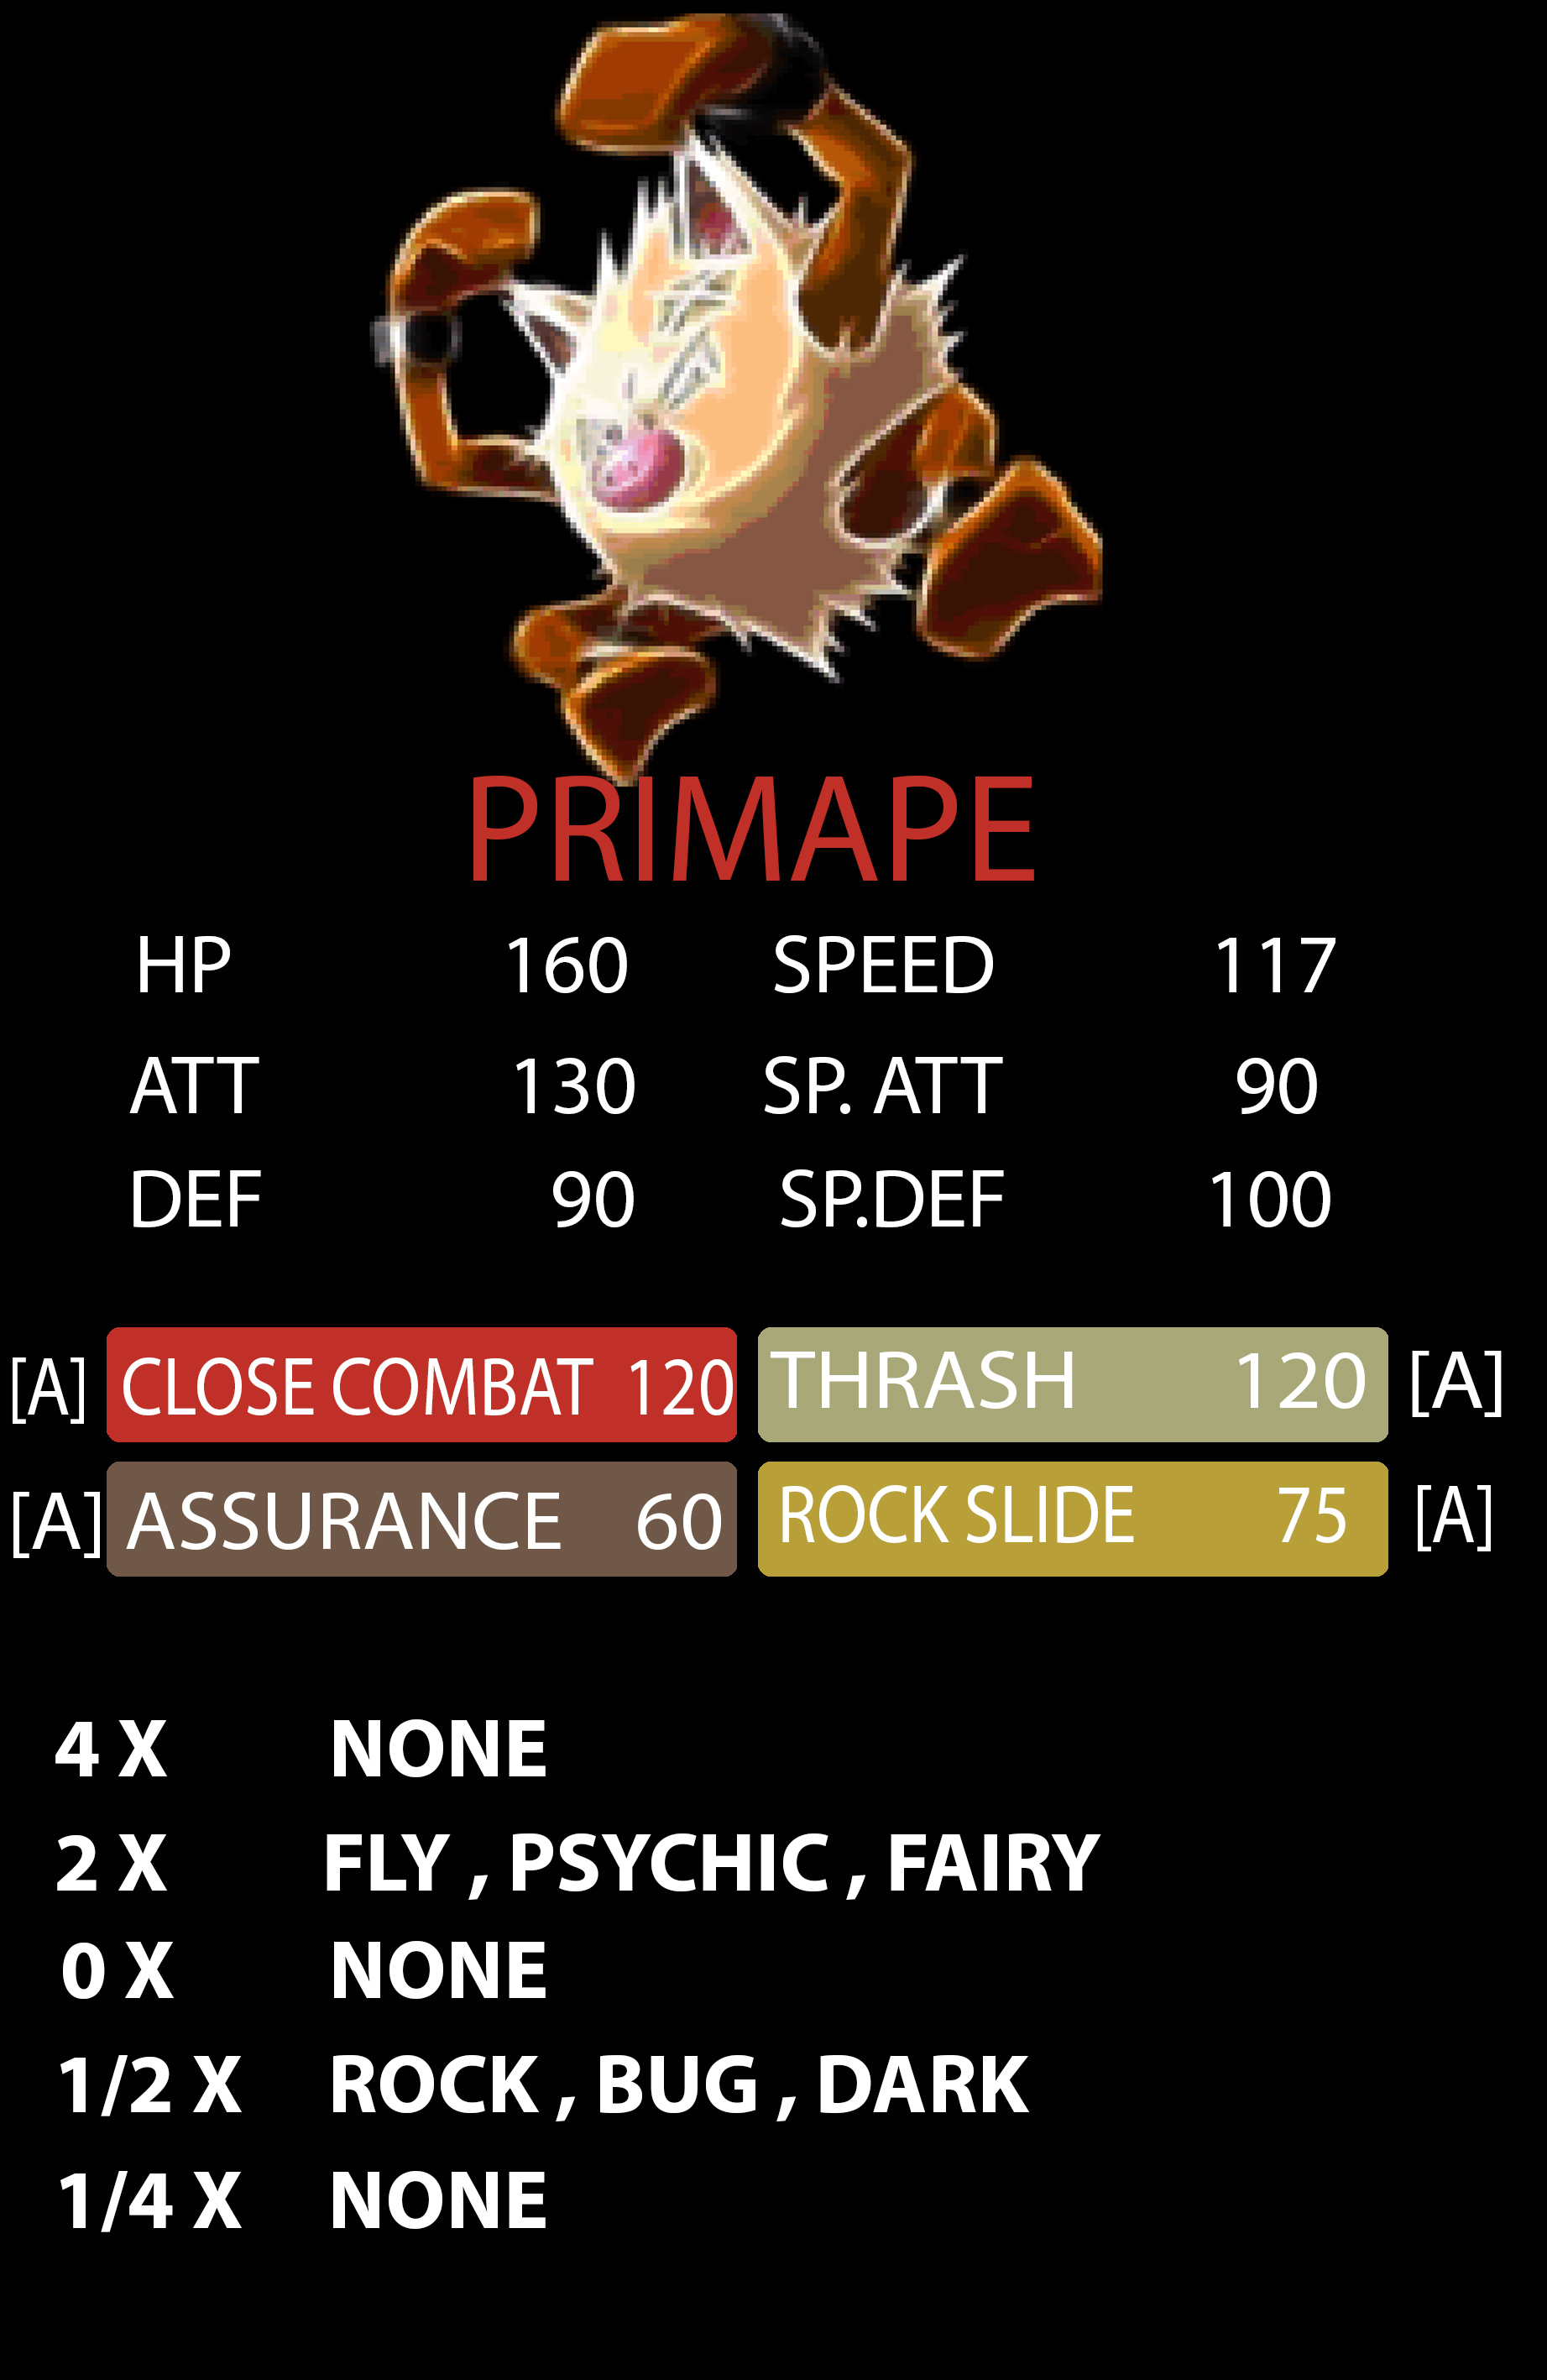 PRIMAPE
HP 160 SPEED 117
ATT 130 SP. ATT 90
DEF 90 SP.DEF 100
[A] CLOSE COMBAT 120 THRASH 120 [A]
[A] ASSURANCE 60 ROCK SLIDE 75 [A]
4 X NONE
2 X FLY , PSYCHIC , FAIRY
0 X NONE
1/2 X ROCK , BUG , DARK
1/4 X NONE